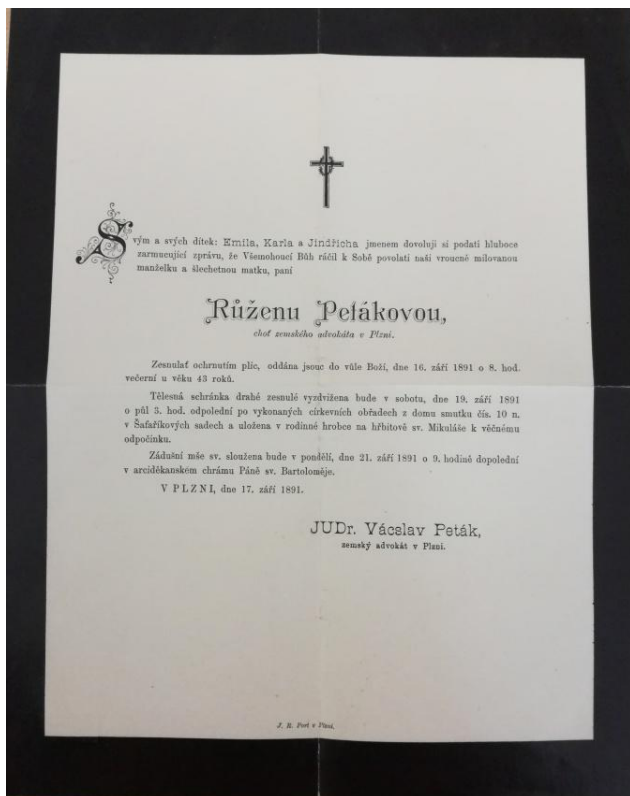 Svým a svých dítek: Emila, Karla a Jindřicha jmenem dovoluji si podati hluboce
zarmucující zprávu, že Všemohoucí Bůh ráčil k Sobě povolati naši vroucně milovanou
manželku a šlechetnou matku, paní
Růženu Petákovou,
choť zemského advokáta v Plzni.
Zesnulať ochrnutím plic, oddána jsouc do vůle Boží, dne 16. září 1891 o 8. hod.
večerní u věku 43 roků.
Tělesná schránka drahé zesnulé vyzdvižena bude v sobotu, dne 19. září 1891
o půl 3. hod. odpolední po vykonaných církevních obřadech z domu smutku čís. 10 n.
v Šafaříkových sadech a uložena v rodinné hrobce na hřbitově sv. Mikuláše k věčnému
odpočinku.
Zádušní mše sv. sloužena bude v pondělí, dne 21. září 1891 o 9. hodině dopolední
v arciděkanském chrámu Páně sv. Bartoloměje.
V PLZNI, dne 17. září 1891.
JUDr. Václav Peták,
zemský advokát v Plzni.
J. R. Port v Plzni.